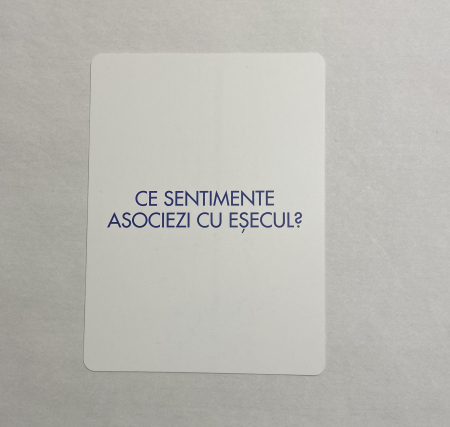 CE SENTIMENTE
ASOCIEZI CU EȘECUL?